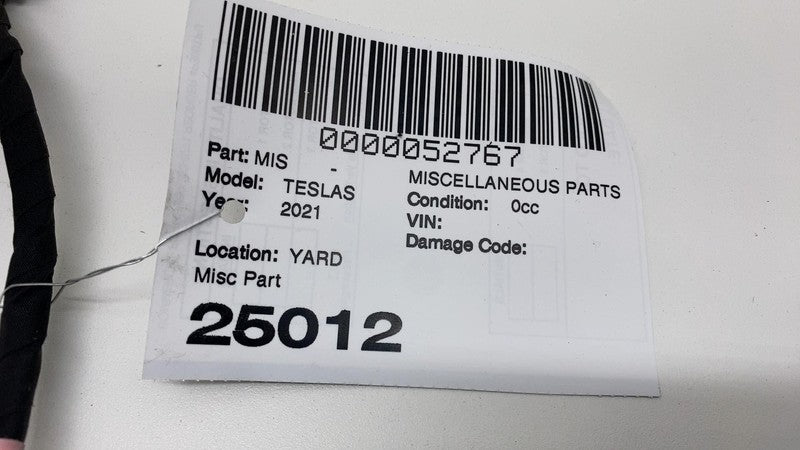 0000052767
Part: MIS -
MISCELLANEOUS PARTS
Model: TESLAS
Condition: 0cc
Year: 2021
VIN:
Damage Code:
Location: YARD
Misc Part
25012